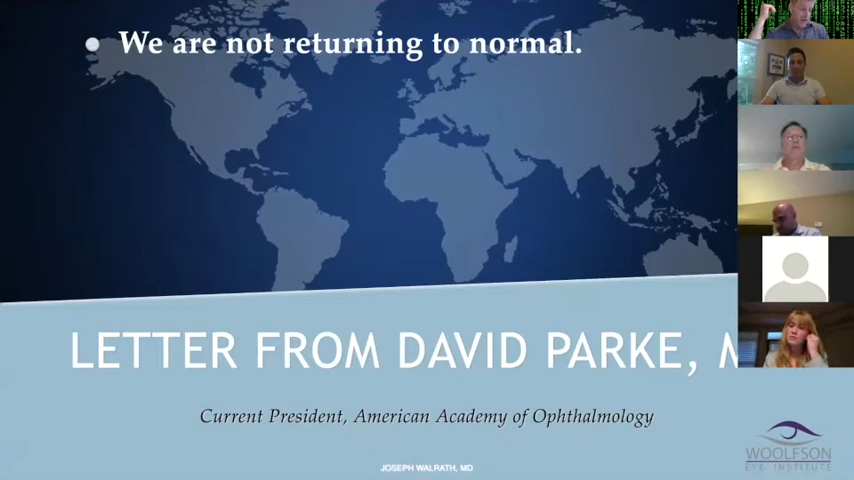 We are not returning to normal.
LETTER FROM DAVID PARKE, M
Current President, American Academy of Ophthalmology
WOOLFSON
EYE INSTITUTE
JOSEPH WALRATH, MD